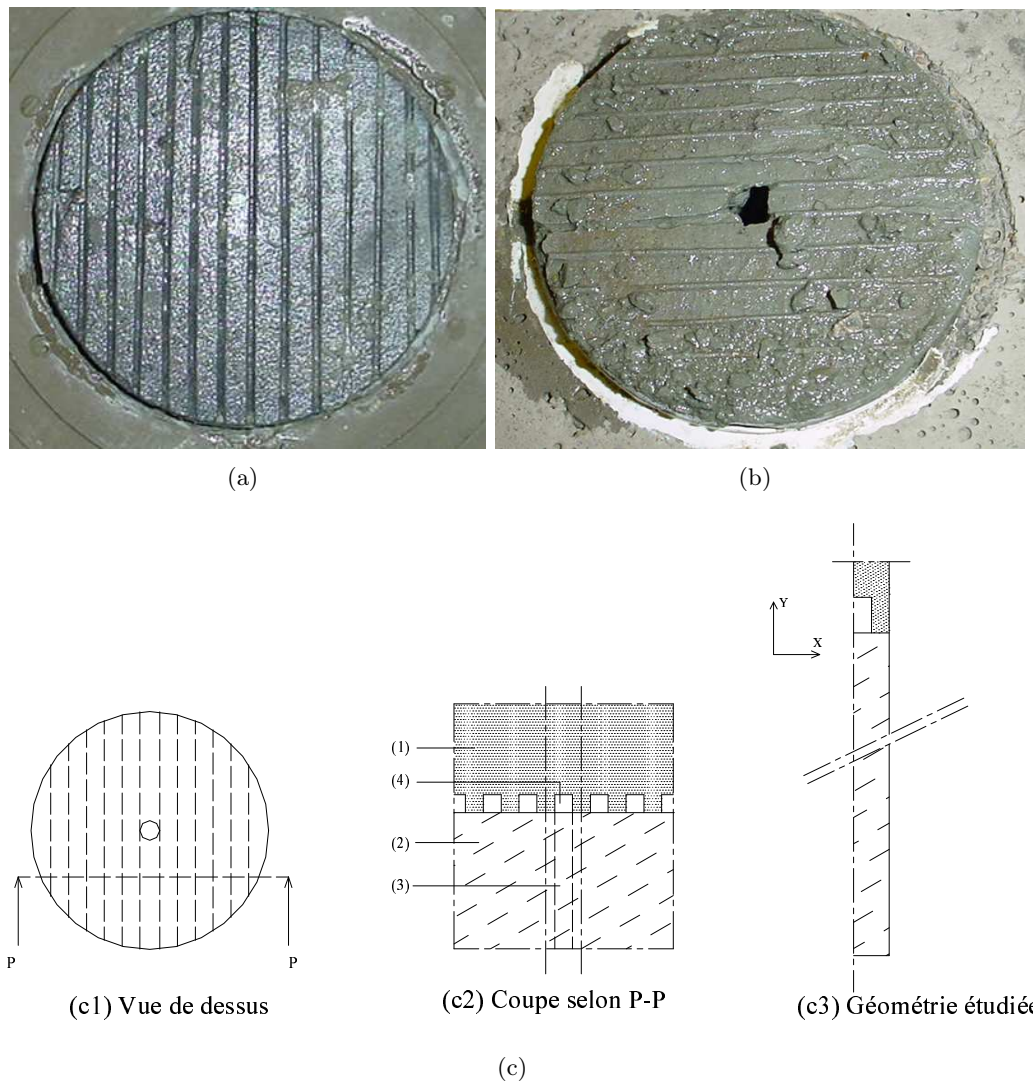 (a)
(b)
Y
X
(1)
(4)
(2)
(3)
P
P
(c1) Vue de dessus
(c2) Coupe selon P-P
(c3) Géométrie étudiée
(c)